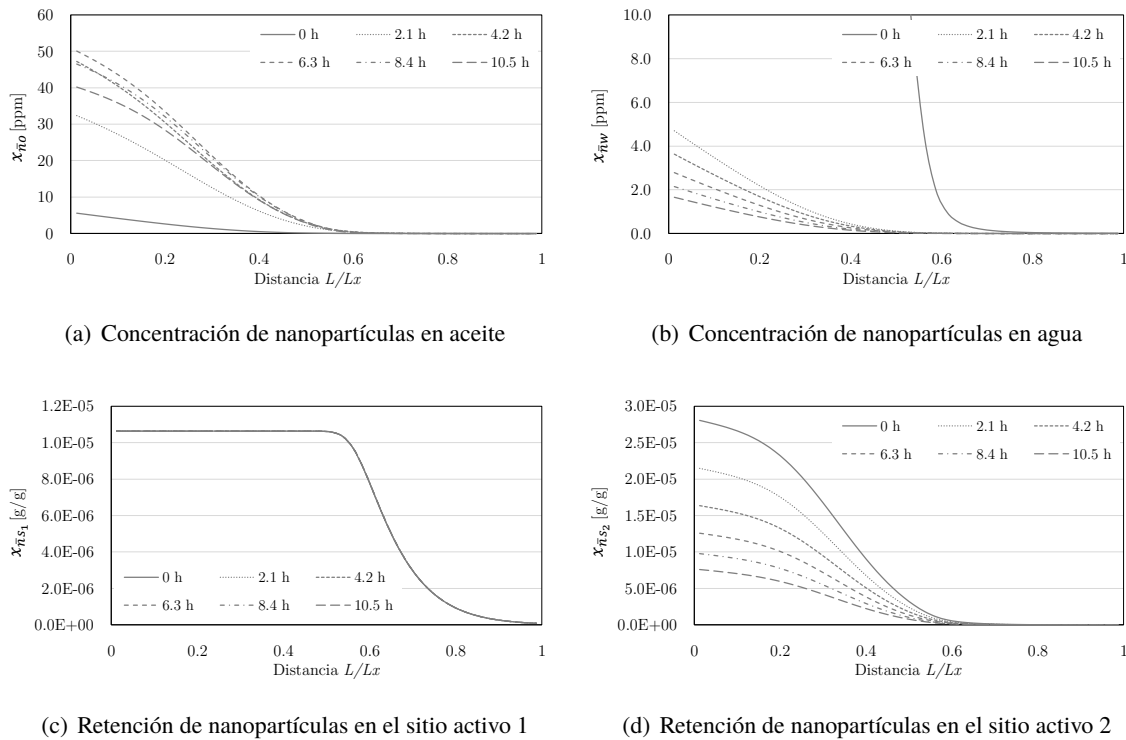 60
50
40
30
20
10
0
0 h 2.1 h 4.2 h
6.3 h 8.4 h 10.5 h
x_n̄o [ppm]
0 0.2 0.4 0.6 0.8 1
Distancia L/Lx
(a) Concentración de nanopartículas en aceite
10.0
8.0
6.0
4.0
2.0
0.0
0 h 2.1 h 4.2 h
6.3 h 8.4 h 10.5 h
x_n̄w [ppm]
0 0.2 0.4 0.6 0.8 1
Distancia L/Lx
(b) Concentración de nanopartículas en agua
1.2E-05
1.0E-05
8.0E-06
6.0E-06
4.0E-06
2.0E-06
0.0E+00
x_n̄s₁ [g/g]
0 h 2.1 h 4.2 h
6.3 h 8.4 h 10.5 h
0 0.2 0.4 0.6 0.8 1
Distancia L/Lx
(c) Retención de nanopartículas en el sitio activo 1
3.0E-05
2.5E-05
2.0E-05
1.5E-05
1.0E-05
5.0E-06
0.0E+00
0 h 2.1 h 4.2 h
6.3 h 8.4 h 10.5 h
x_n̄s₂ [g/g]
0 0.2 0.4 0.6 0.8 1
Distancia L/Lx
(d) Retención de nanopartículas en el sitio activo 2